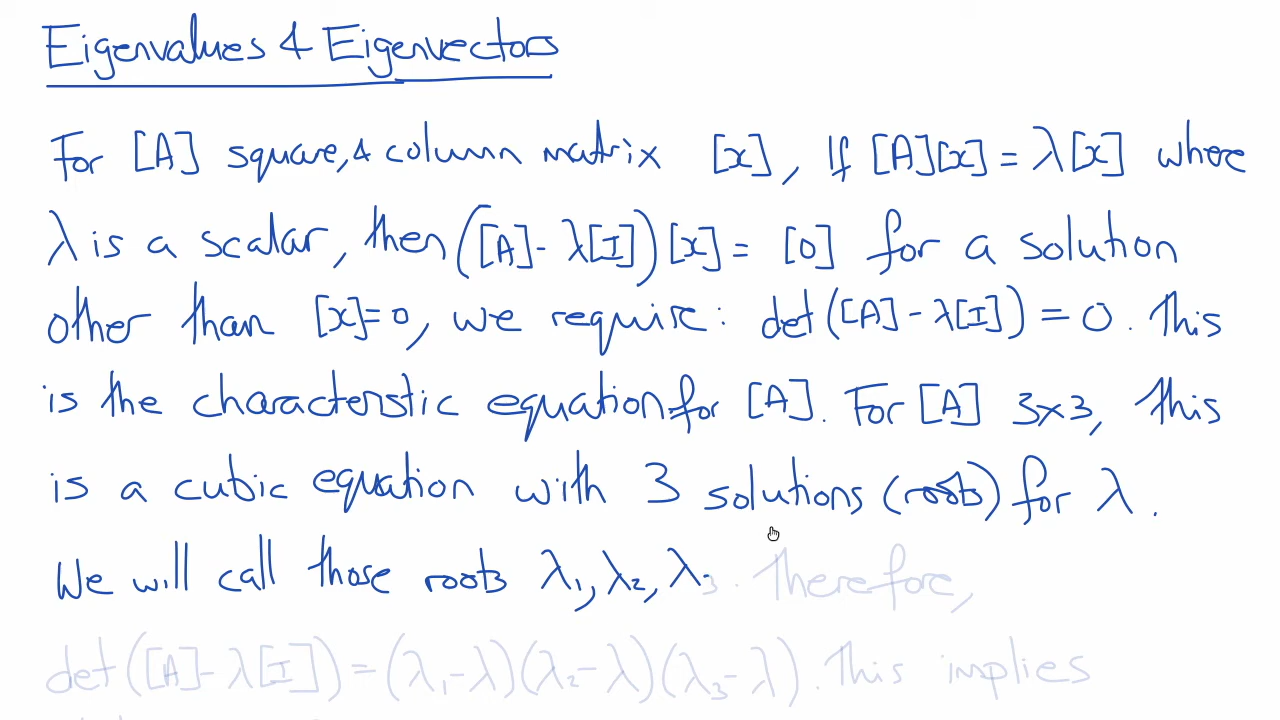 Eigenvalues & Eigenvectors
For [A] square, & column matrix [x], If [A][x] = λ[x] where
λ is a scalar, then ([A] - λ[I])[x] = [0] for a solution
other than [x]=0, we require: det([A] - λ[I]) = 0. This
is the characterstic equation for [A]. For [A] 3x3, this
is a cubic equation with 3 solutions (roots) for λ.
We will call those roots λ₁, λ₂, λ₃. Therefore,
det([A]-λ[I]) = (λ₁-λ)(λ₂-λ)(λ₃-λ). This implies